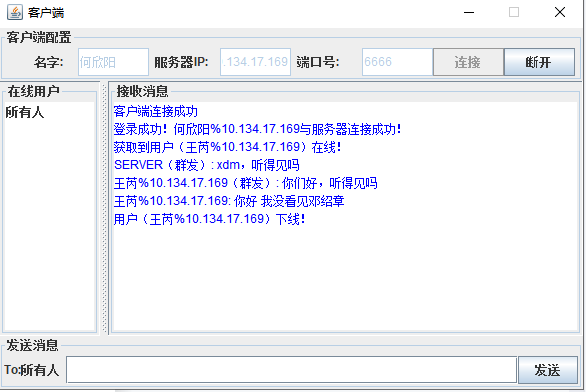 客户端
客户端配置
名字: 何欣阳 服务器IP: .134.17.169 端口号: 6666 连接 断开
在线用户
所有人
接收消息
客户端连接成功
登录成功！何欣阳%10.134.17.169与服务器连接成功！
获取到用户（王芮%10.134.17.169）在线！
SERVER（群发）: xdm，听得见吗
王芮%10.134.17.169（群发）: 你们好，听得见吗
王芮%10.134.17.169: 你好 我没看见邓绍章
用户（王芮%10.134.17.169）下线！
发送消息
To:所有人 发送